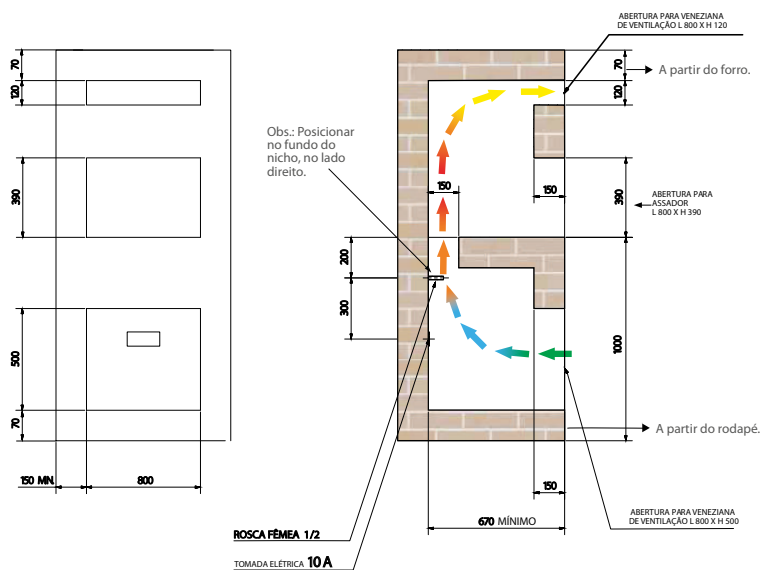 ABERTURA PARA VENEZIANA
DE VENTILAÇÃO L 800 X H 120
70
120
390
500
70
150 MN.
800
Obs.: Posicionar
no fundo do
nicho, no lado
direito.
70
A partir do forro.
120
150
150
390
ABERTURA PARA
ASSADOR
L 800 X H 390
200
300
1000
A partir do rodapé.
150
670 MÍNIMO
ABERTURA PARA VENEZIANA
DE VENTILAÇÃO L 800 X H 500
ROSCA FÊMEA 1/2
TOMADA ELÉTRICA 10 A